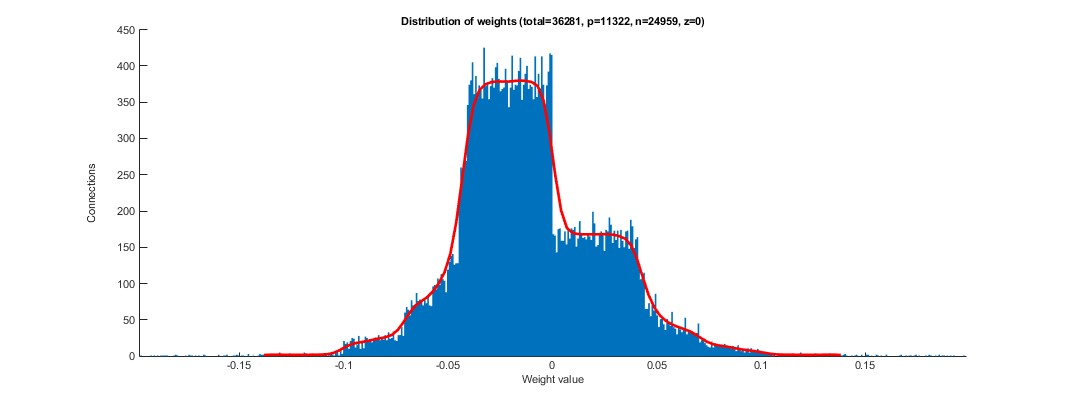 Distribution of weights (total=36281, p=11322, n=24959, z=0)
450
400
350
300
250
200
150
100
50
0
Connections
-0.15 -0.1 -0.05 0 0.05 0.1 0.15
Weight value